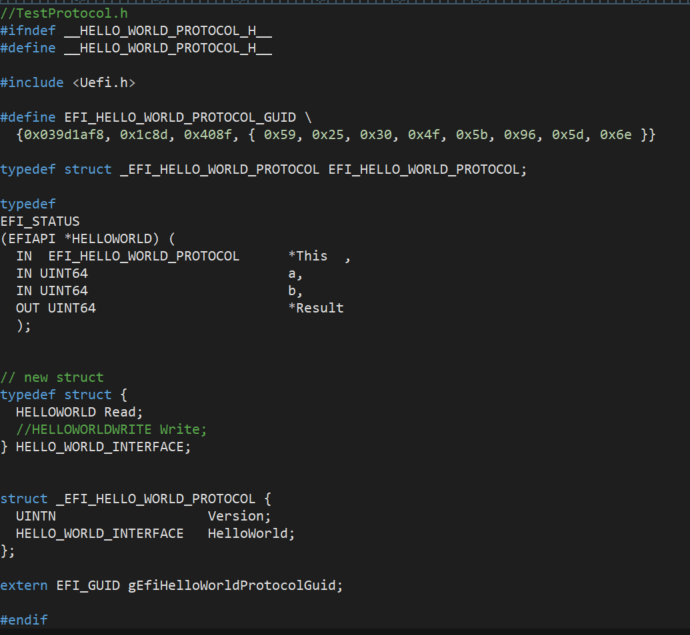 //TestProtocol.h
#ifndef __HELLO_WORLD_PROTOCOL_H__
#define __HELLO_WORLD_PROTOCOL_H__
#include <Uefi.h>
#define EFI_HELLO_WORLD_PROTOCOL_GUID \
{0x039d1af8, 0x1c8d, 0x408f, { 0x59, 0x25, 0x30, 0x4f, 0x5b, 0x96, 0x5d, 0x6e }}
typedef struct _EFI_HELLO_WORLD_PROTOCOL EFI_HELLO_WORLD_PROTOCOL;
typedef
EFI_STATUS
(EFIAPI *HELLOWORLD) (
IN  EFI_HELLO_WORLD_PROTOCOL      *This  ,
IN UINT64                        a,
IN UINT64                        b,
OUT UINT64                        *Result
);
// new struct
typedef struct {
HELLOWORLD Read;
//HELLOWORLDWRITE Write;
} HELLO_WORLD_INTERFACE;
struct _EFI_HELLO_WORLD_PROTOCOL {
UINTN                   Version;
HELLO_WORLD_INTERFACE   HelloWorld;
};
extern EFI_GUID gEfiHelloWorldProtocolGuid;
#endif